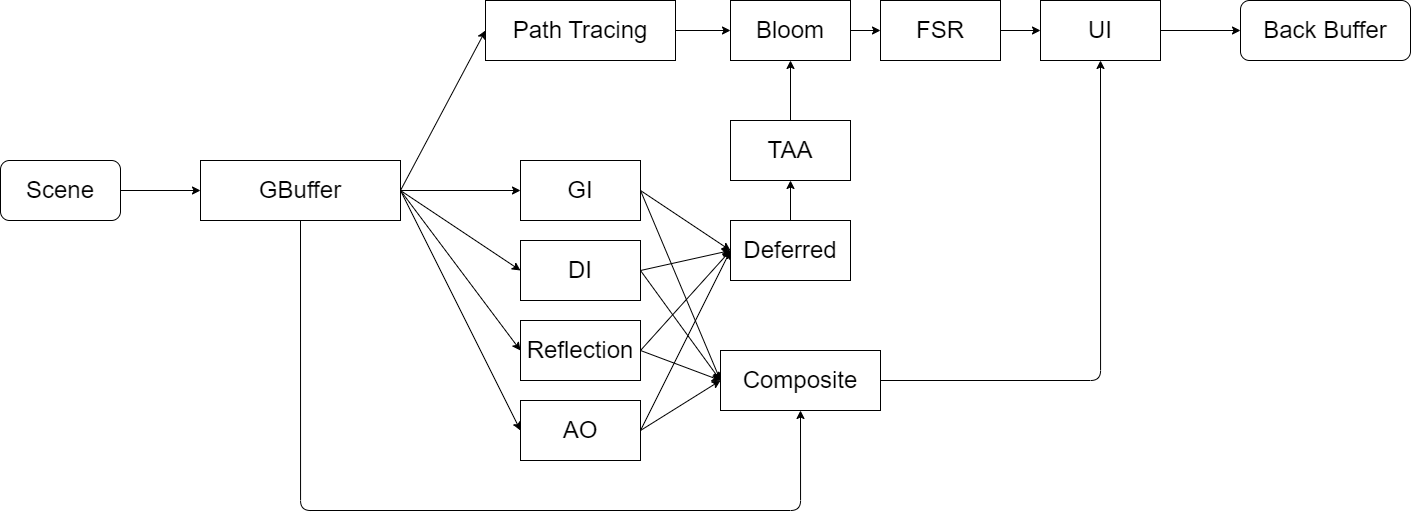 Path Tracing
Bloom
FSR
UI
Back Buffer
TAA
Scene
GBuffer
GI
Deferred
DI
Reflection
Composite
AO